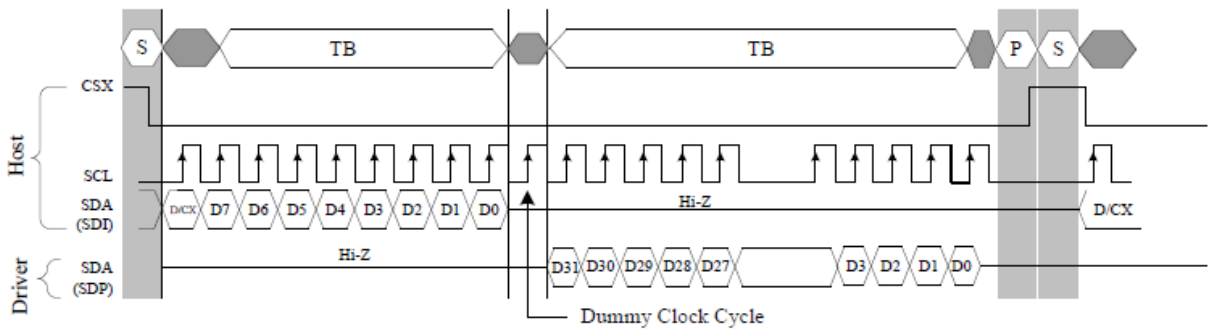 S TB TB P S
CSX
Host
SCL
SDA D/CX D7 D6 D5 D4 D3 D2 D1 D0 Hi-Z D/CX
(SDI)
Hi-Z
Driver
SDA D31 D30 D29 D28 D27 D3 D2 D1 D0
(SDP)
Dummy Clock Cycle